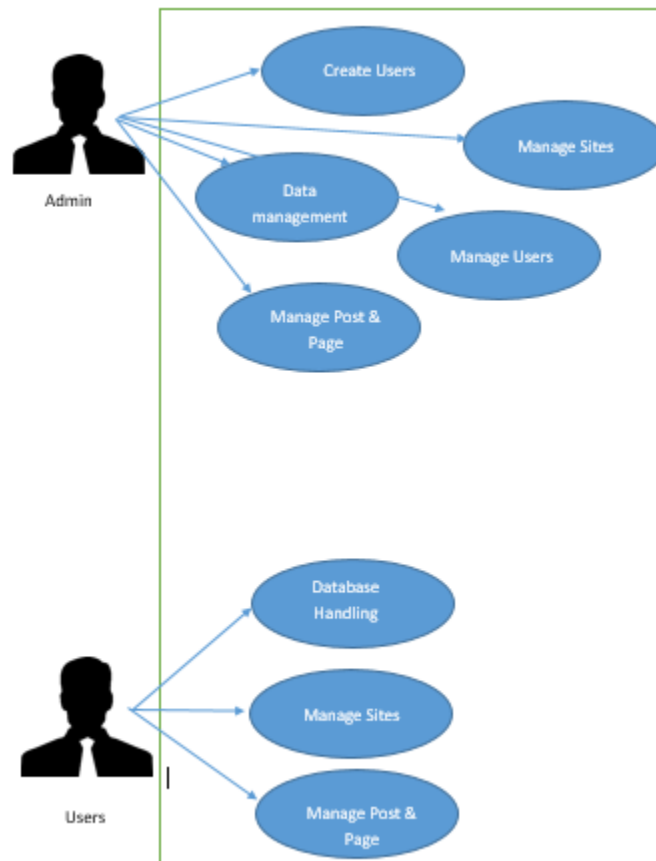 Create Users
Manage Sites
Admin
Data
management
Manage Users
Manage Post &
Page
Database
Handling
Manage Sites
Users
Manage Post &
Page